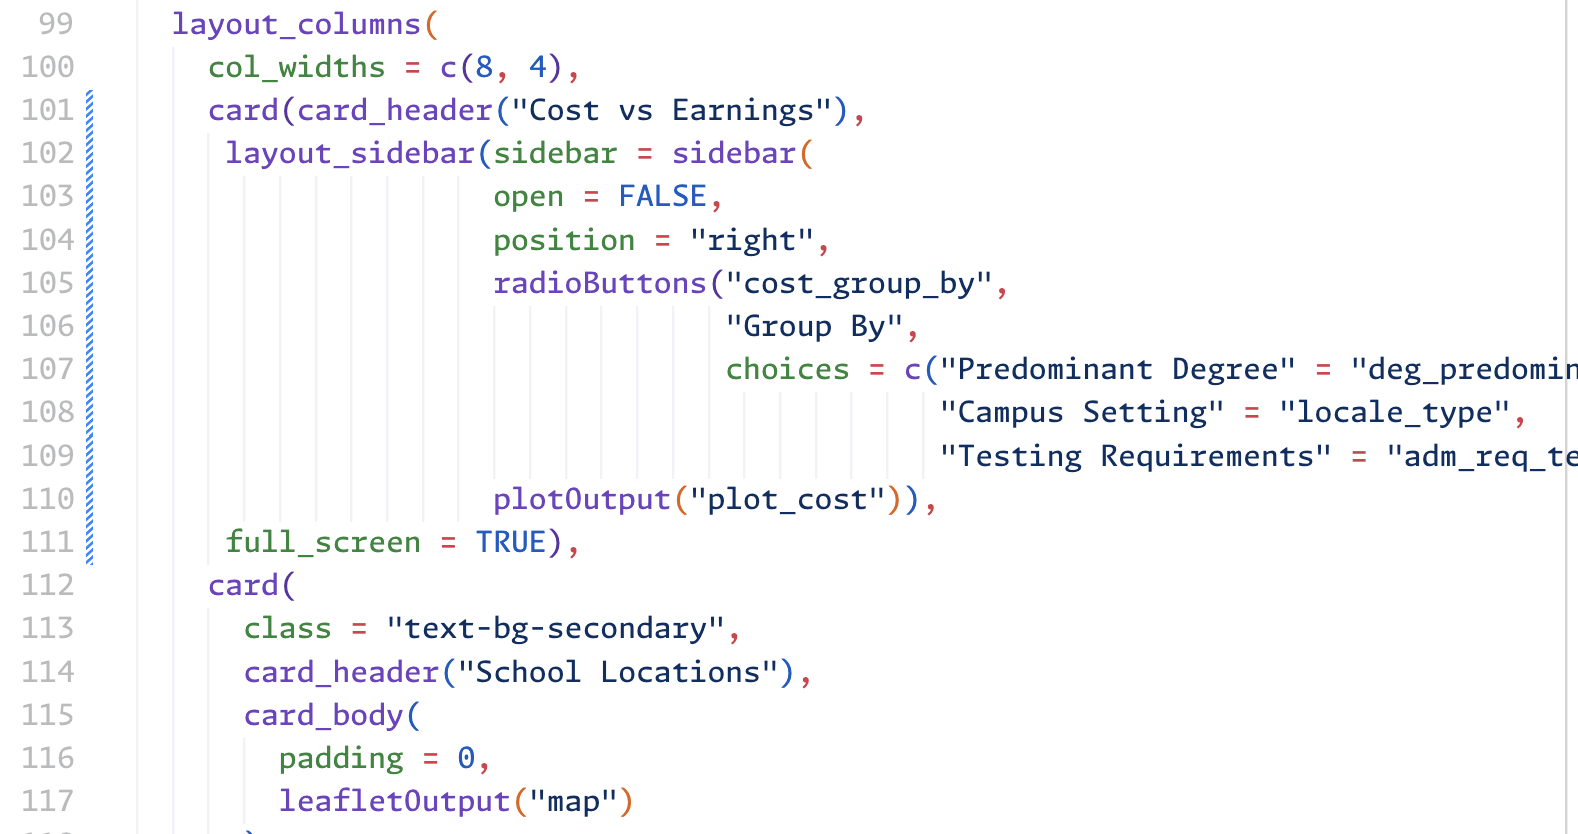 99 layout_columns(
100 col_widths = c(8, 4),
101 card(card_header("Cost vs Earnings"),
102 layout_sidebar(sidebar = sidebar(
103 open = FALSE,
104 position = "right",
105 radioButtons("cost_group_by",
106 "Group By",
107 choices = c("Predominant Degree" = "deg_predomin
108 "Campus Setting" = "locale_type",
109 "Testing Requirements" = "adm_req_te
110 plotOutput("plot_cost")),
111 full_screen = TRUE),
112 card(
113 class = "text-bg-secondary",
114 card_header("School Locations"),
115 card_body(
116 padding = 0,
117 leafletOutput("map")